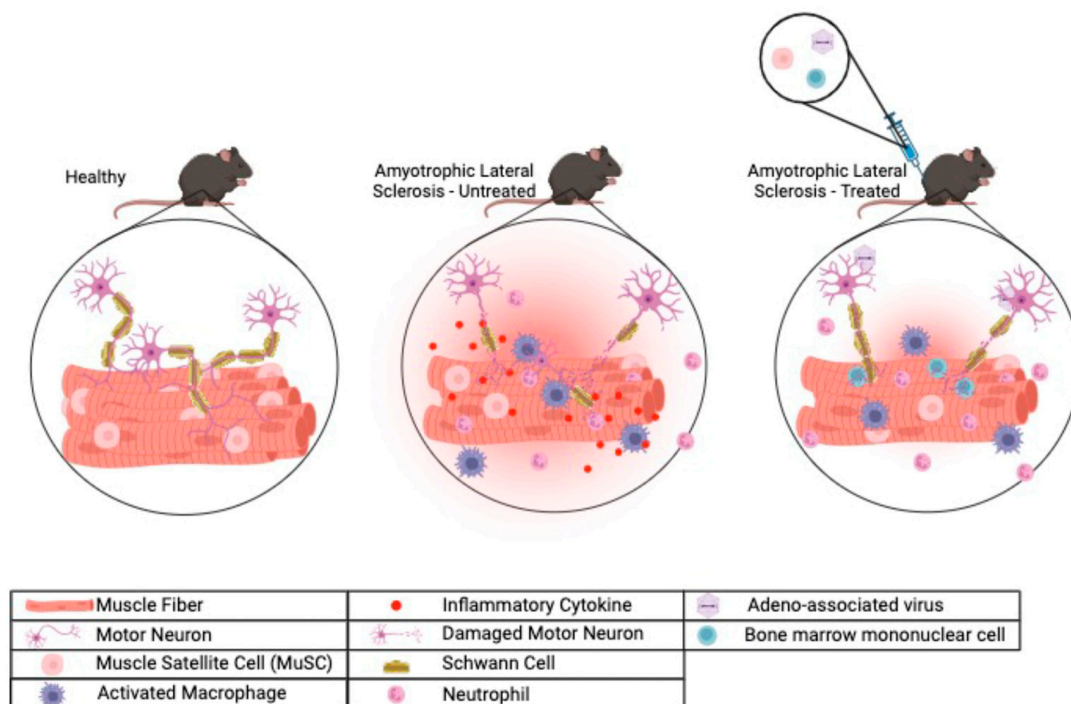 Healthy
Amyotrophic Lateral
Sclerosis - Untreated
Amyotrophic Lateral
Sclerosis - Treated
Muscle Fiber
Inflammatory Cytokine
Adeno-associated virus
Motor Neuron
Damaged Motor Neuron
Bone marrow mononuclear cell
Muscle Satellite Cell (MuSC)
Schwann Cell
Activated Macrophage
Neutrophil